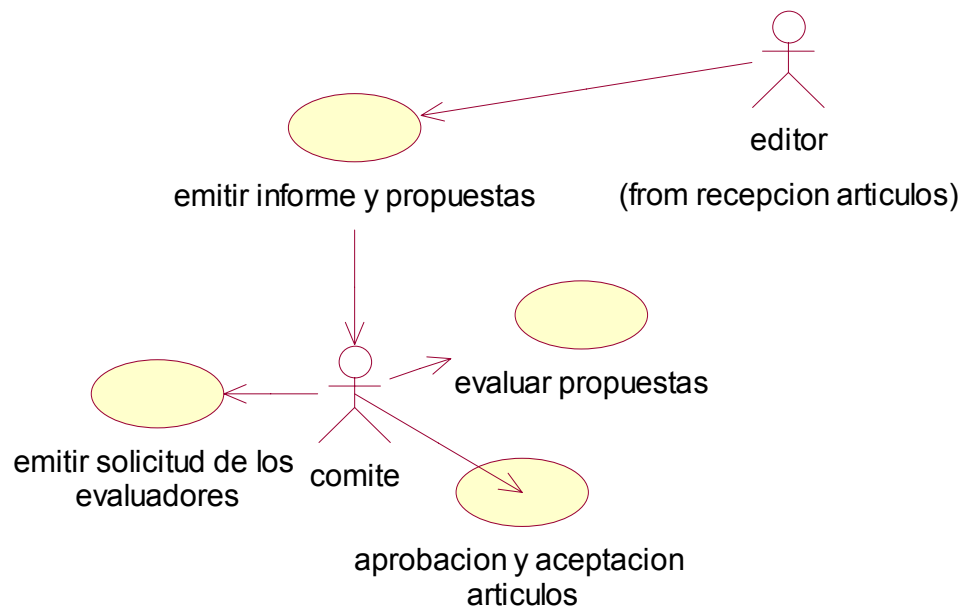 editor
(from recepcion articulos)
emitir informe y propuestas
evaluar propuestas
emitir solicitud de los
evaluadores
comite
aprobacion y aceptacion
articulos